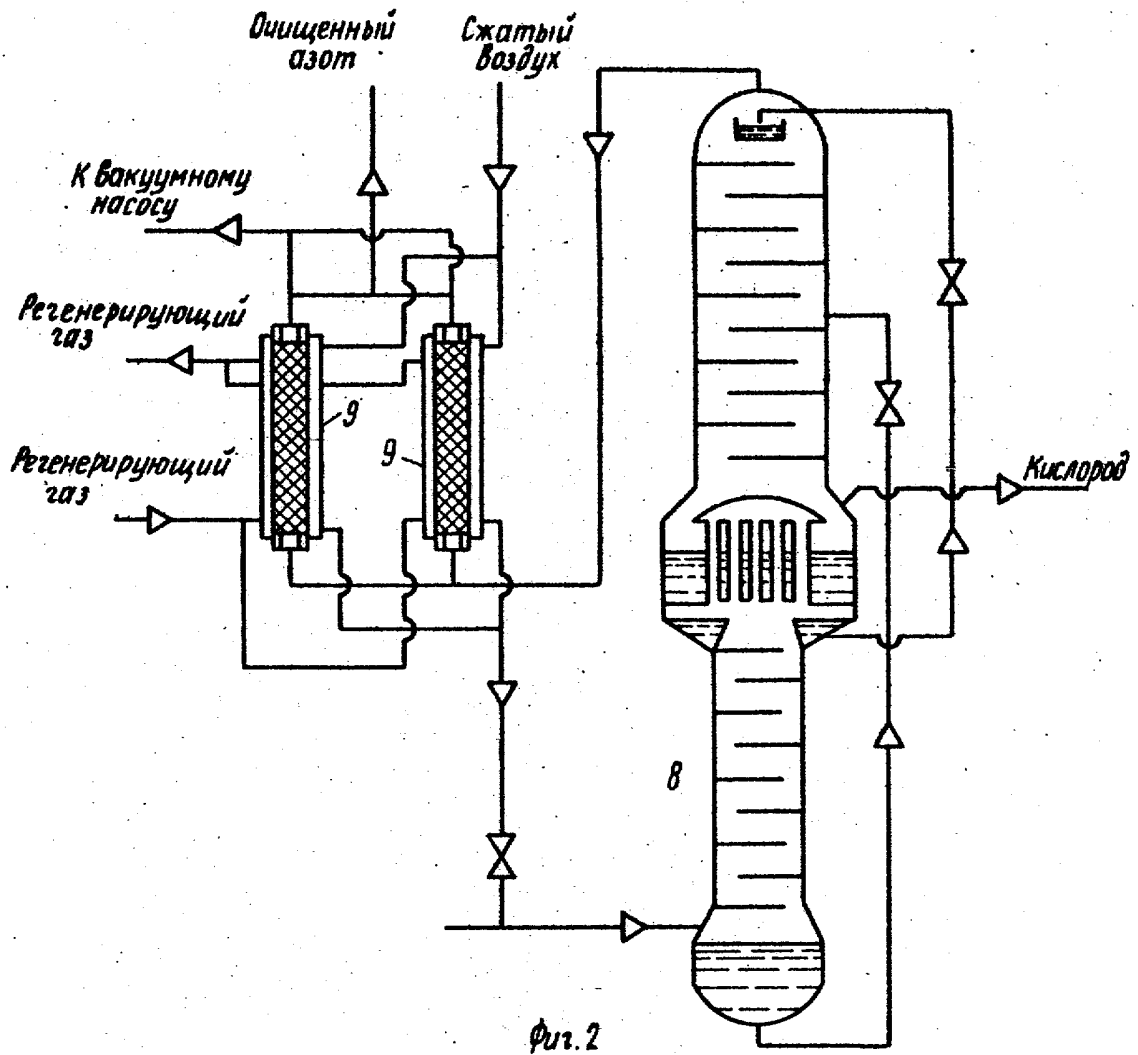 Очищенный
азот
Сжатый
воздух
К вакуумному
насосу
Регенерирующий
газ
9
9
Регенерирующий
газ
Кислород
8
Фиг. 2